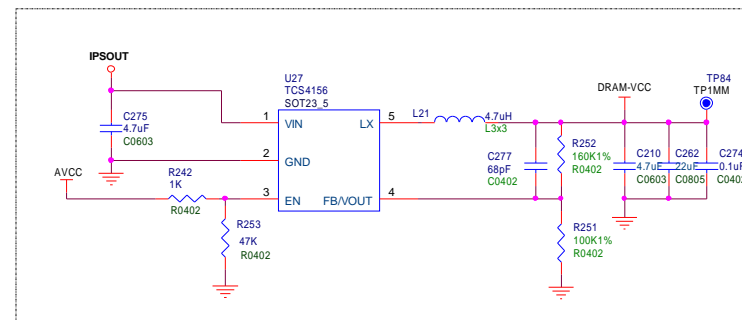 IPSOUT
C275
4.7uF
C0603
AVCC
R242
1K
R0402
R253
47K
R0402
U27
TCS4156
SOT23_5
1 VIN
2 GND
3 EN
LX 5
FB/VOUT 4
L21
4.7uH
L3x3
C277
68pF
C0402
R252
160K1%
R0402
R251
100K1%
R0402
DRAM-VCC
TP84
TP1MM
C210
4.7uF
C0603
C262
22uF
C0805
C274
0.1uF